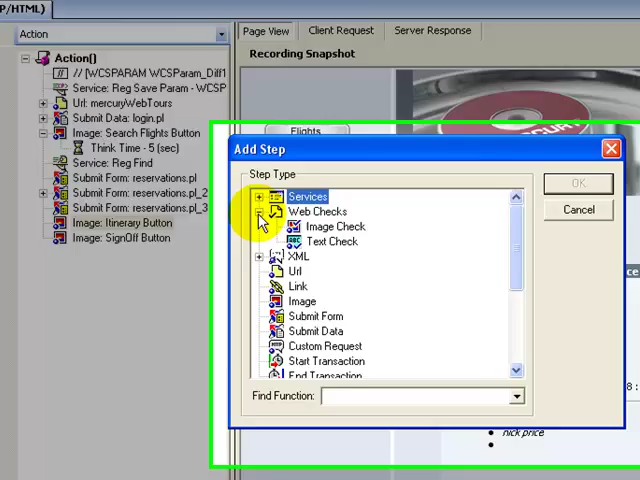 P/HTML)
Action
Page View
Client Request
Server Response
Recording Snapshot
Action()
// [WCSPARAM WCSParam_Diff1
Service: Reg Save Param - WCSP
Url: mercuryWebTours
Submit Data: login.pl
Image: Search Flights Button
Think Time - 5 (sec)
Service: Reg Find
Submit Form: reservations.pl
Submit Form: reservations.pl_2
Submit Form: reservations.pl_3
Image: Itinerary Button
Image: SignOff Button
Flights
Add Step
Step Type
Services
Web Checks
Image Check
Text Check
XML
Url
Link
Image
Submit Form
Submit Data
Custom Request
Start Transaction
End Transaction
Find Function:
OK
Cancel
nick price